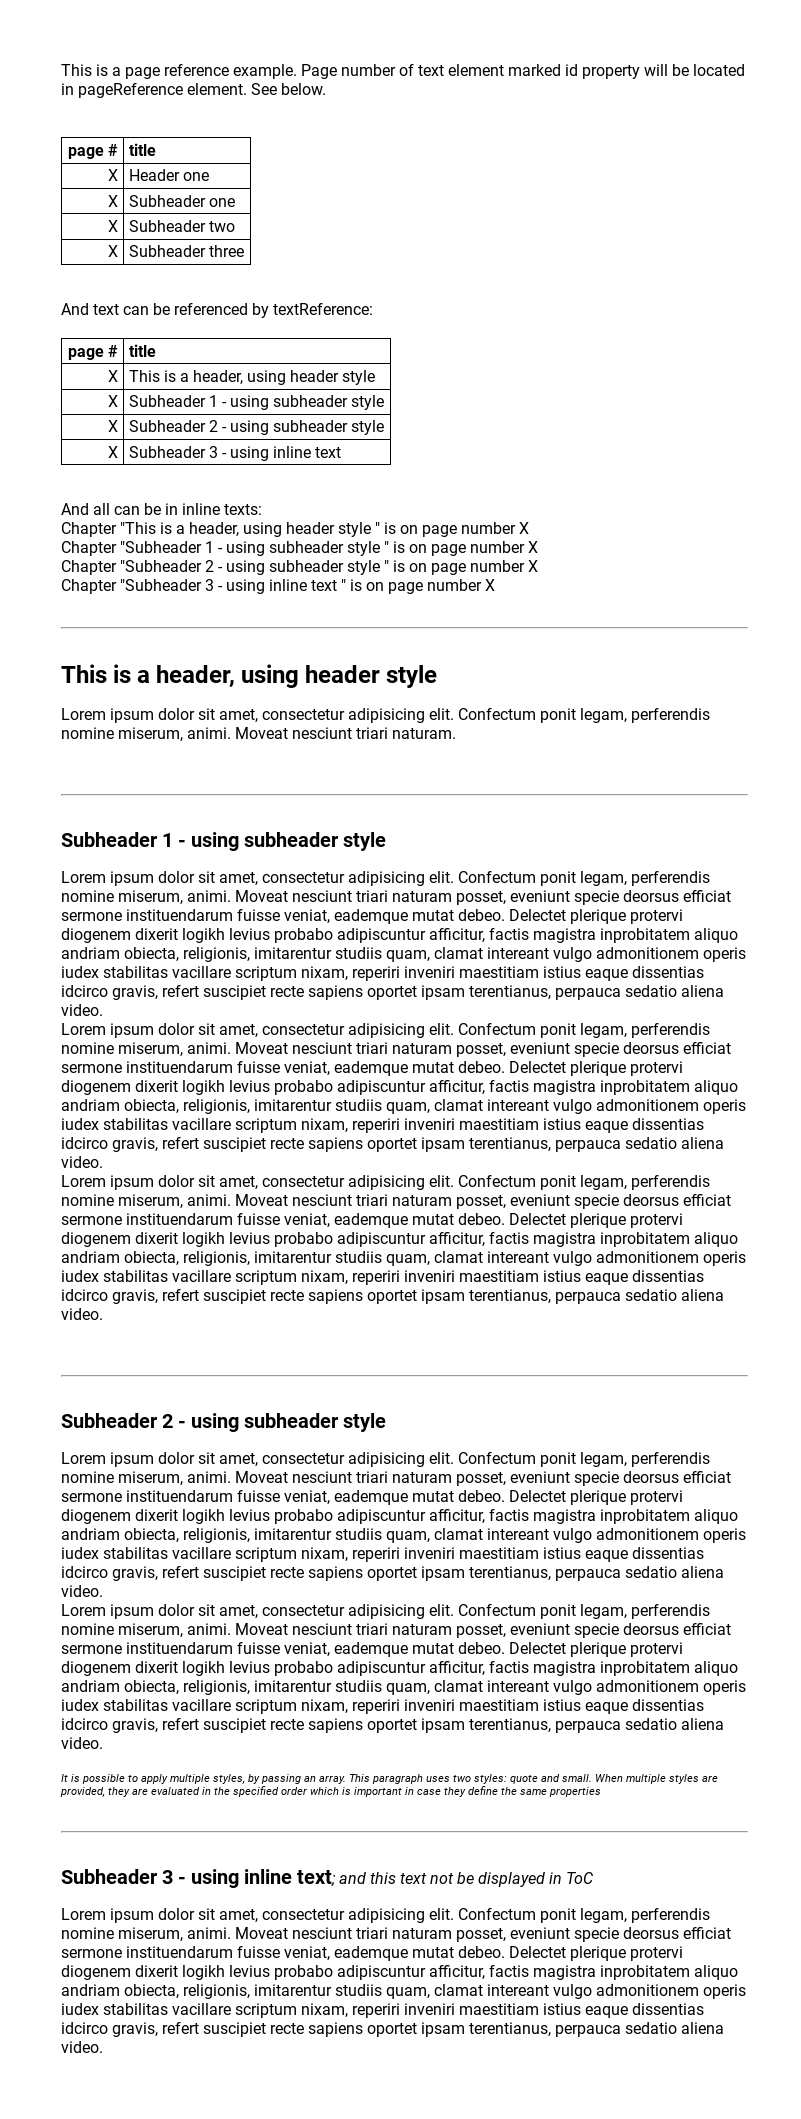 This is a page reference example. Page number of text element marked id property will be located
in pageReference element. See below.
page # title
X Header one
X Subheader one
X Subheader two
X Subheader three
And text can be referenced by textReference:
page # title
X This is a header, using header style
X Subheader 1 - using subheader style
X Subheader 2 - using subheader style
X Subheader 3 - using inline text
And all can be in inline texts:
Chapter "This is a header, using header style " is on page number X
Chapter "Subheader 1 - using subheader style " is on page number X
Chapter "Subheader 2 - using subheader style " is on page number X
Chapter "Subheader 3 - using inline text " is on page number X
This is a header, using header style
Lorem ipsum dolor sit amet, consectetur adipisicing elit. Confectum ponit legam, perferendis
nomine miserum, animi. Moveat nesciunt triari naturam.
Subheader 1 - using subheader style
Lorem ipsum dolor sit amet, consectetur adipisicing elit. Confectum ponit legam, perferendis
nomine miserum, animi. Moveat nesciunt triari naturam posset, eveniunt specie deorsus efficiat
sermone instituendarum fuisse veniat, eademque mutat debeo. Delectet plerique protervi
diogenem dixerit logikh levius probabo adipiscuntur afficitur, factis magistra inprobitatem aliquo
andriam obiecta, religionis, imitarentur studiis quam, clamat intereant vulgo admonitionem operis
iudex stabilitas vacillare scriptum nixam, reperiri inveniri maestitiam istius eaque dissentias
idcirco gravis, refert suscipiet recte sapiens oportet ipsam terentianus, perpauca sedatio aliena
video.
Lorem ipsum dolor sit amet, consectetur adipisicing elit. Confectum ponit legam, perferendis
nomine miserum, animi. Moveat nesciunt triari naturam posset, eveniunt specie deorsus efficiat
sermone instituendarum fuisse veniat, eademque mutat debeo. Delectet plerique protervi
diogenem dixerit logikh levius probabo adipiscuntur afficitur, factis magistra inprobitatem aliquo
andriam obiecta, religionis, imitarentur studiis quam, clamat intereant vulgo admonitionem operis
iudex stabilitas vacillare scriptum nixam, reperiri inveniri maestitiam istius eaque dissentias
idcirco gravis, refert suscipiet recte sapiens oportet ipsam terentianus, perpauca sedatio aliena
video.
Lorem ipsum dolor sit amet, consectetur adipisicing elit. Confectum ponit legam, perferendis
nomine miserum, animi. Moveat nesciunt triari naturam posset, eveniunt specie deorsus efficiat
sermone instituendarum fuisse veniat, eademque mutat debeo. Delectet plerique protervi
diogenem dixerit logikh levius probabo adipiscuntur afficitur, factis magistra inprobitatem aliquo
andriam obiecta, religionis, imitarentur studiis quam, clamat intereant vulgo admonitionem operis
iudex stabilitas vacillare scriptum nixam, reperiri inveniri maestitiam istius eaque dissentias
idcirco gravis, refert suscipiet recte sapiens oportet ipsam terentianus, perpauca sedatio aliena
video.
Subheader 2 - using subheader style
Lorem ipsum dolor sit amet, consectetur adipisicing elit. Confectum ponit legam, perferendis
nomine miserum, animi. Moveat nesciunt triari naturam posset, eveniunt specie deorsus efficiat
sermone instituendarum fuisse veniat, eademque mutat debeo. Delectet plerique protervi
diogenem dixerit logikh levius probabo adipiscuntur afficitur, factis magistra inprobitatem aliquo
andriam obiecta, religionis, imitarentur studiis quam, clamat intereant vulgo admonitionem operis
iudex stabilitas vacillare scriptum nixam, reperiri inveniri maestitiam istius eaque dissentias
idcirco gravis, refert suscipiet recte sapiens oportet ipsam terentianus, perpauca sedatio aliena
video.
Lorem ipsum dolor sit amet, consectetur adipisicing elit. Confectum ponit legam, perferendis
nomine miserum, animi. Moveat nesciunt triari naturam posset, eveniunt specie deorsus efficiat
sermone instituendarum fuisse veniat, eademque mutat debeo. Delectet plerique protervi
diogenem dixerit logikh levius probabo adipiscuntur afficitur, factis magistra inprobitatem aliquo
andriam obiecta, religionis, imitarentur studiis quam, clamat intereant vulgo admonitionem operis
iudex stabilitas vacillare scriptum nixam, reperiri inveniri maestitiam istius eaque dissentias
idcirco gravis, refert suscipiet recte sapiens oportet ipsam terentianus, perpauca sedatio aliena
video.
It is possible to apply multiple styles, by passing an array. This paragraph uses two styles: quote and small. When multiple styles are
provided, they are evaluated in the specified order which is important in case they define the same properties
Subheader 3 - using inline text; and this text not be displayed in ToC
Lorem ipsum dolor sit amet, consectetur adipisicing elit. Confectum ponit legam, perferendis
nomine miserum, animi. Moveat nesciunt triari naturam posset, eveniunt specie deorsus efficiat
sermone instituendarum fuisse veniat, eademque mutat debeo. Delectet plerique protervi
diogenem dixerit logikh levius probabo adipiscuntur afficitur, factis magistra inprobitatem aliquo
andriam obiecta, religionis, imitarentur studiis quam, clamat intereant vulgo admonitionem operis
iudex stabilitas vacillare scriptum nixam, reperiri inveniri maestitiam istius eaque dissentias
idcirco gravis, refert suscipiet recte sapiens oportet ipsam terentianus, perpauca sedatio aliena
video.